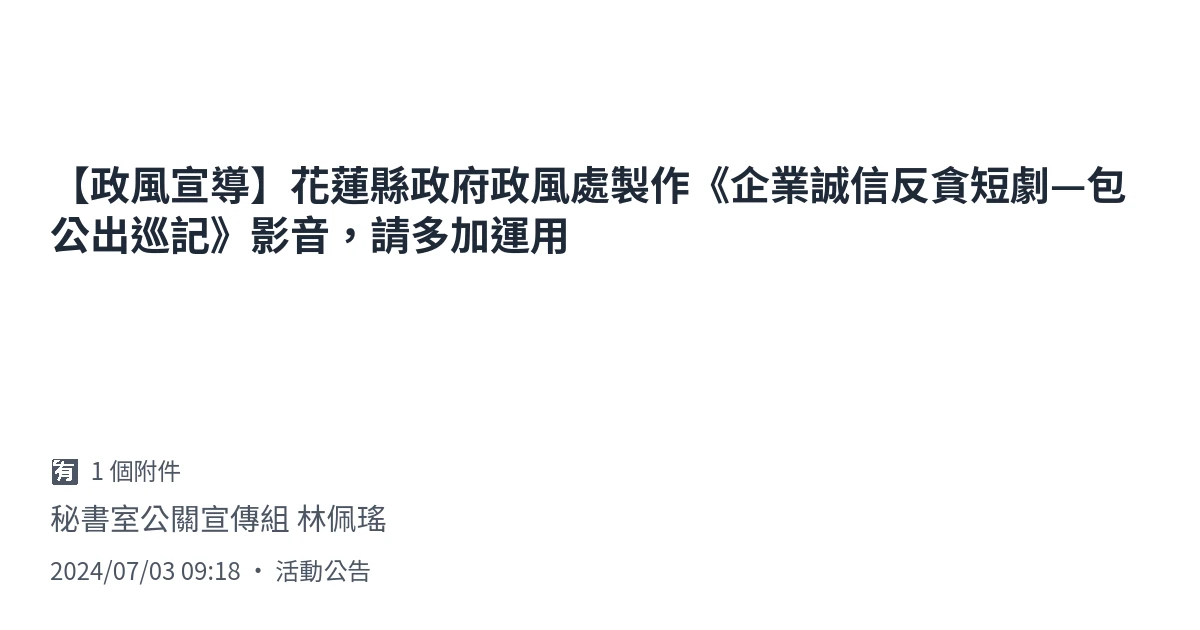 【政風宣導】花蓮縣政府政風處製作《企業誠信反貪短劇—包
公出巡記》影音，請多加運用
有 1 個附件
秘書室公關宣傳組 林佩瑤
2024/07/03 09:18 • 活動公告